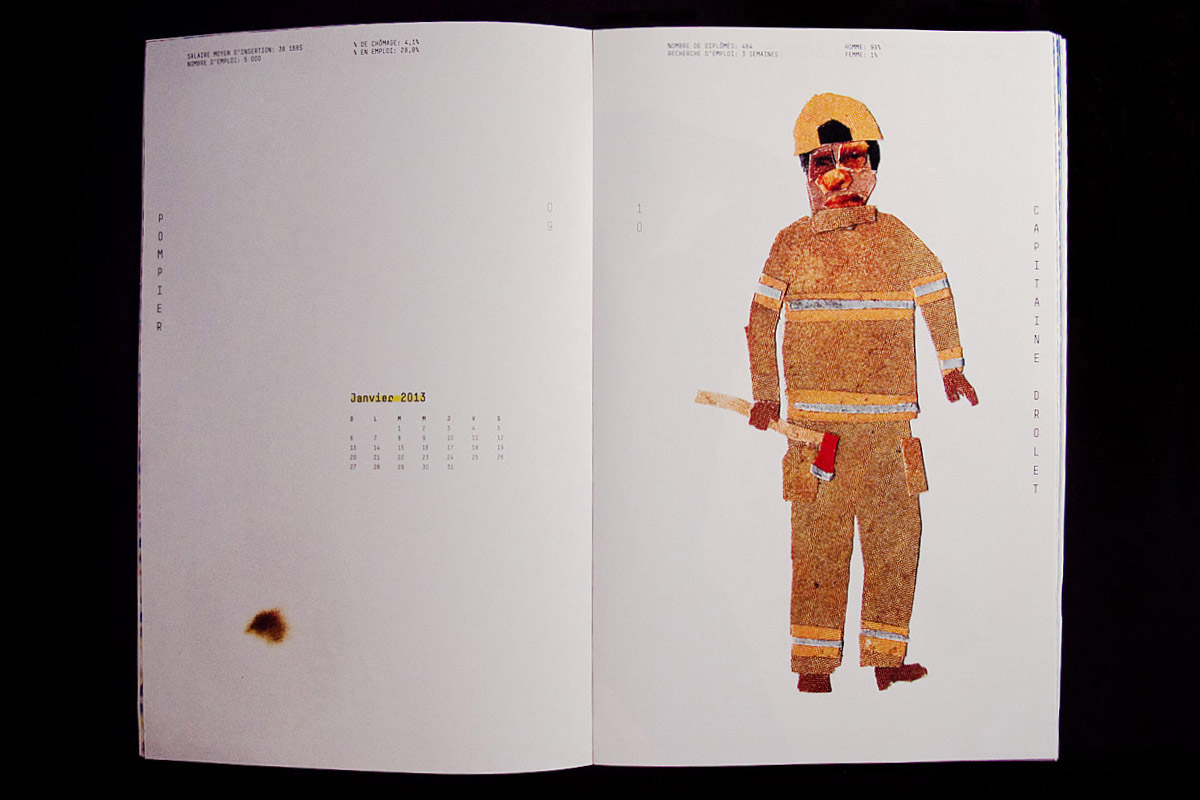 SALAIRE MOYEN D'INSERTION: 38 188$
NOMBRE D'EMPLOI: 5 000
% DE CHÔMAGE: 4,1%
% EN EMPLOI: 28,0%
POMPIER
09
Janvier 2013
D L M M J V S
1 2 3 4 5
6 7 8 9 10 11 12
13 14 15 16 17 18 19
20 21 22 23 24 25 26
27 28 29 30 31
NOMBRE DE DIPLÔMÉS: 484
RECHERCHE D'EMPLOI: 3 SEMAINES
HOMME: 99%
FEMME: 1%
10
CAPITAINE DROLET